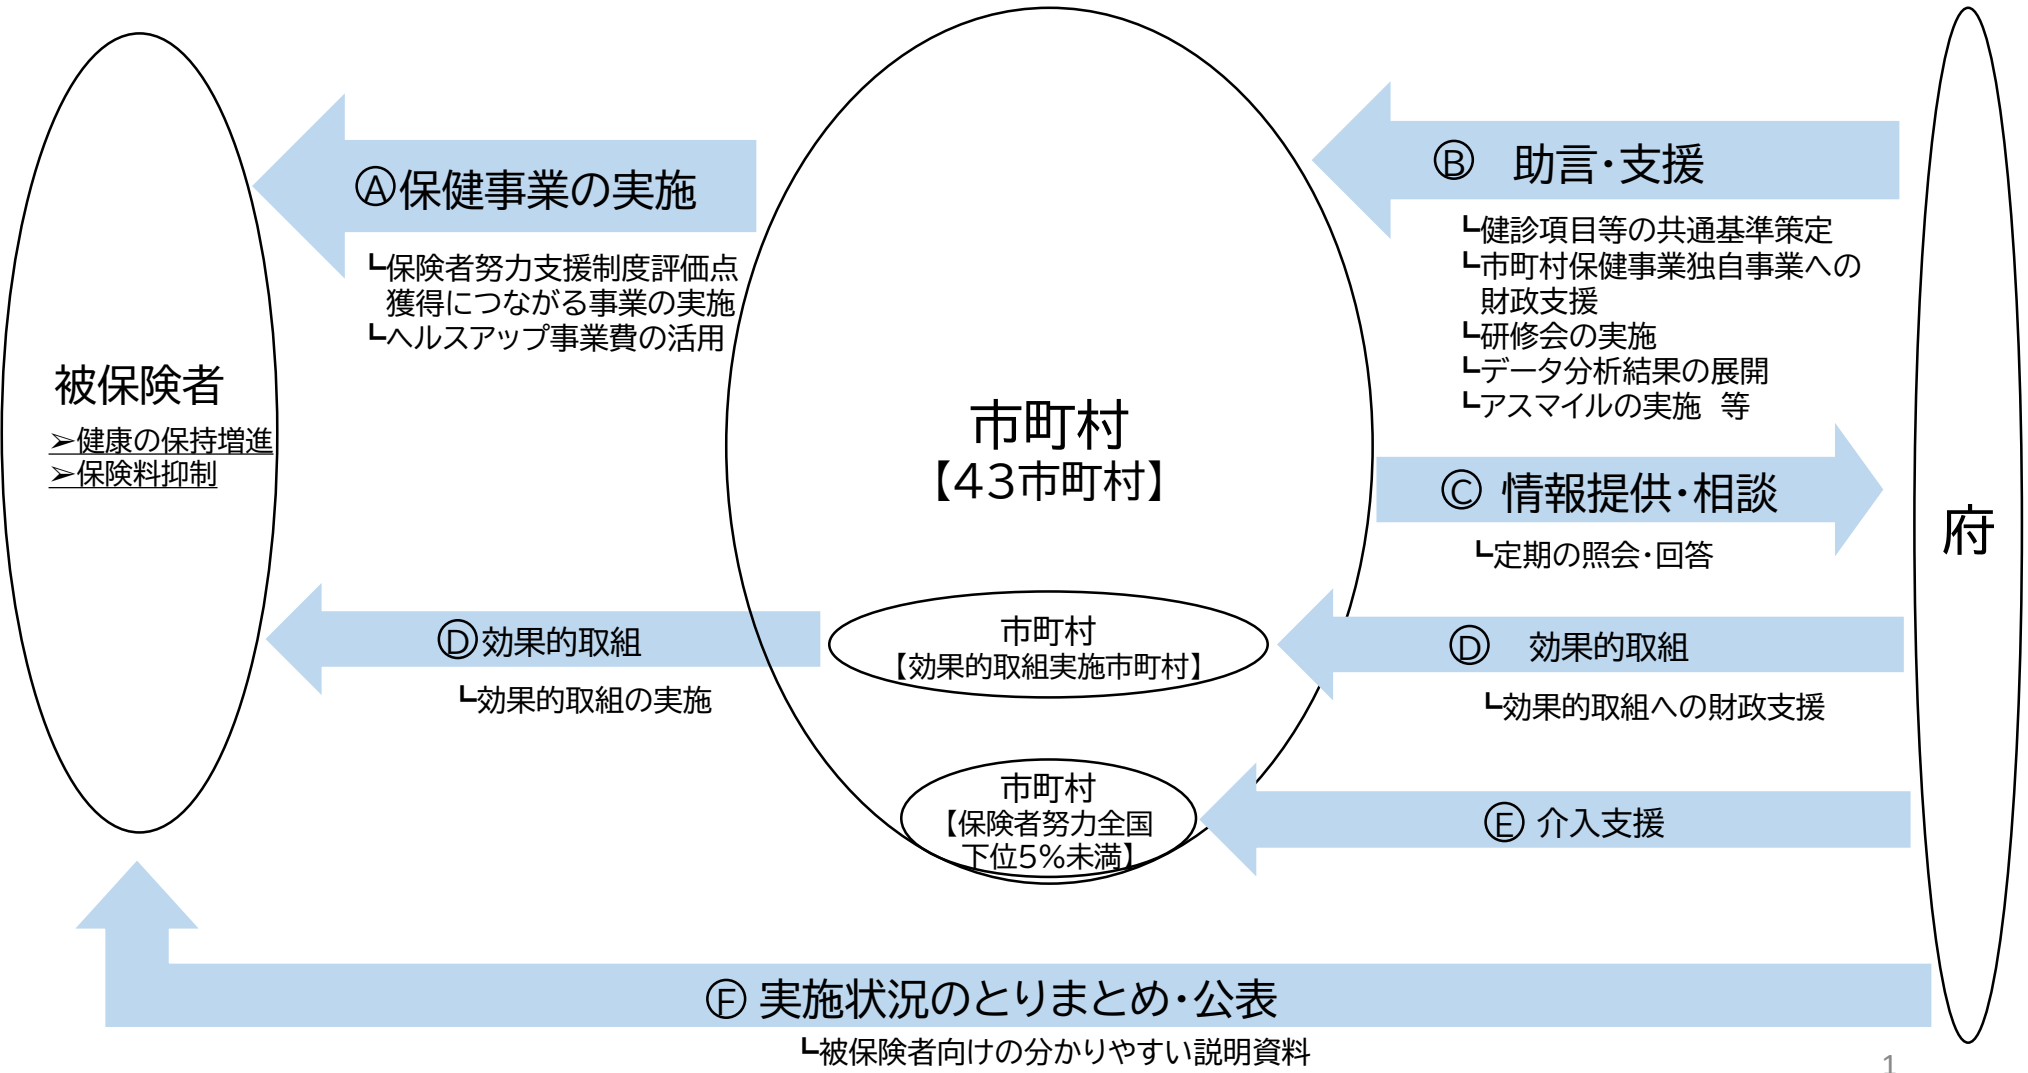 被保険者
➢健康の保持増進
➢保険料抑制
Ⓐ保健事業の実施
┗保険者努力支援制度評価点
獲得につながる事業の実施
┗ヘルスアップ事業費の活用
市町村
【43市町村】
Ⓑ 助言・支援
┗健診項目等の共通基準策定
┗市町村保健事業独自事業への
財政支援
┗研修会の実施
┗データ分析結果の展開
┗アスマイルの実施 等
Ⓒ 情報提供・相談
┗定期の照会・回答
府
Ⓓ効果的取組
┗効果的取組の実施
市町村
【効果的取組実施市町村】
Ⓓ 効果的取組
┗効果的取組への財政支援
市町村
【保険者努力全国
下位5%未満】
Ⓔ 介入支援
Ⓕ 実施状況のとりまとめ・公表
┗被保険者向けの分かりやすい説明資料
1